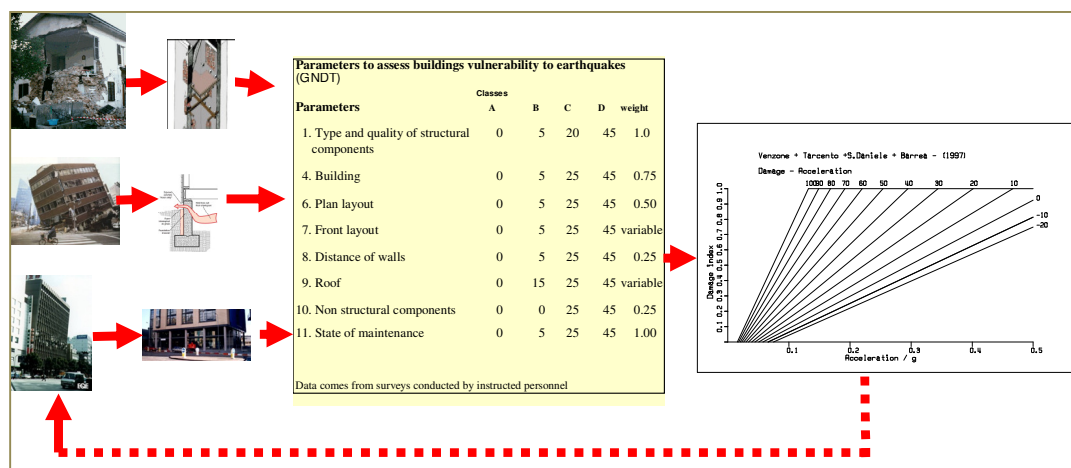 Parameters to assess buildings vulnerability to earthquakes
(GNDT)
Classes
Parameters A B C D weight
1. Type and quality of structural 0 5 20 45 1.0
components
4. Building 0 5 25 45 0.75
6. Plan layout 0 5 25 45 0.50
7. Front layout 0 5 25 45 variable
8. Distance of walls 0 5 25 45 0.25
9. Roof 0 15 25 45 variable
10. Non structural components 0 0 25 45 0.25
11. State of maintenance 0 5 25 45 1.00
Data comes from surveys conducted by instructed personnel
Venzone + Tarcento +S.Daniele + Barrea - (1997)
Damage - Acceleration
100 90 80 70 60 50 40 30 20 10
0
-10
-20
Damage Index
1.0
0.9
0.8
0.7
0.6
0.5
0.4
0.3
0.2
0.1
0.1 0.2 0.3 0.4 0.5
Acceleration / g